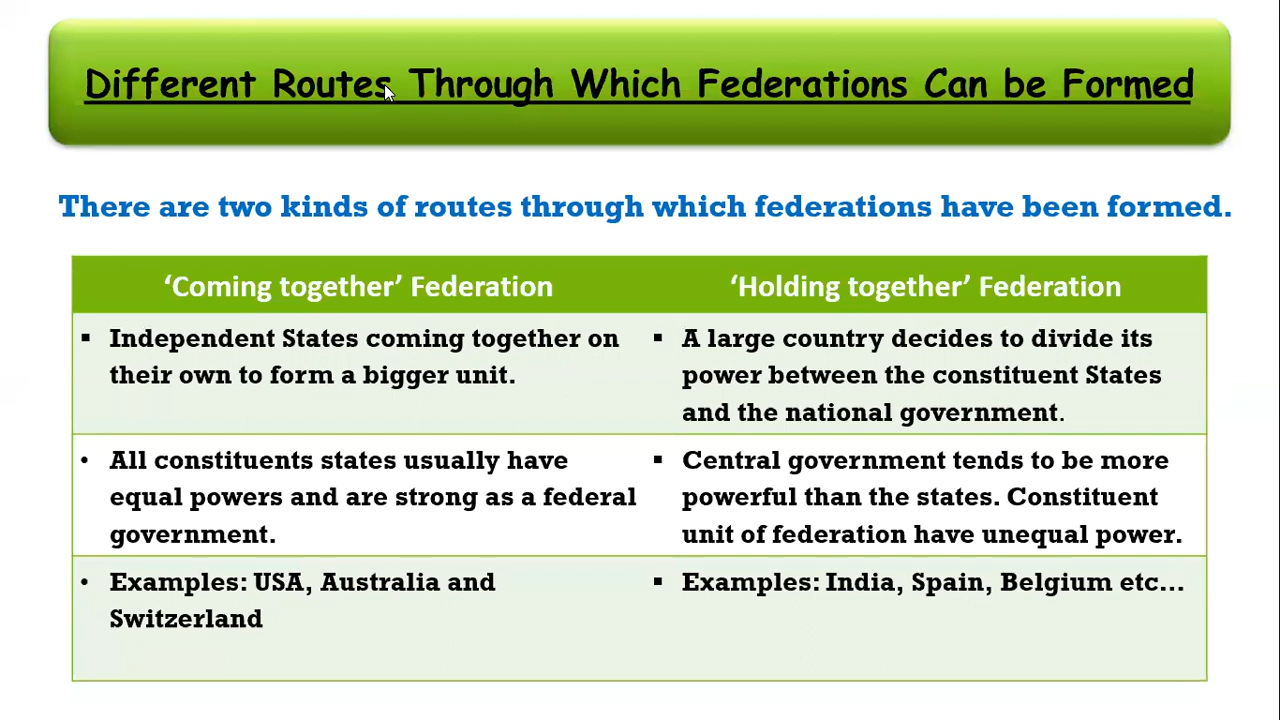 Different Routes Through Which Federations Can be Formed
There are two kinds of routes through which federations have been formed.
‘Coming together’ Federation
‘Holding together’ Federation
▪ Independent States coming together on
their own to form a bigger unit.
▪ A large country decides to divide its
power between the constituent States
and the national government.
• All constituents states usually have
equal powers and are strong as a federal
government.
▪ Central government tends to be more
powerful than the states. Constituent
unit of federation have unequal power.
• Examples: USA, Australia and
Switzerland
▪ Examples: India, Spain, Belgium etc...